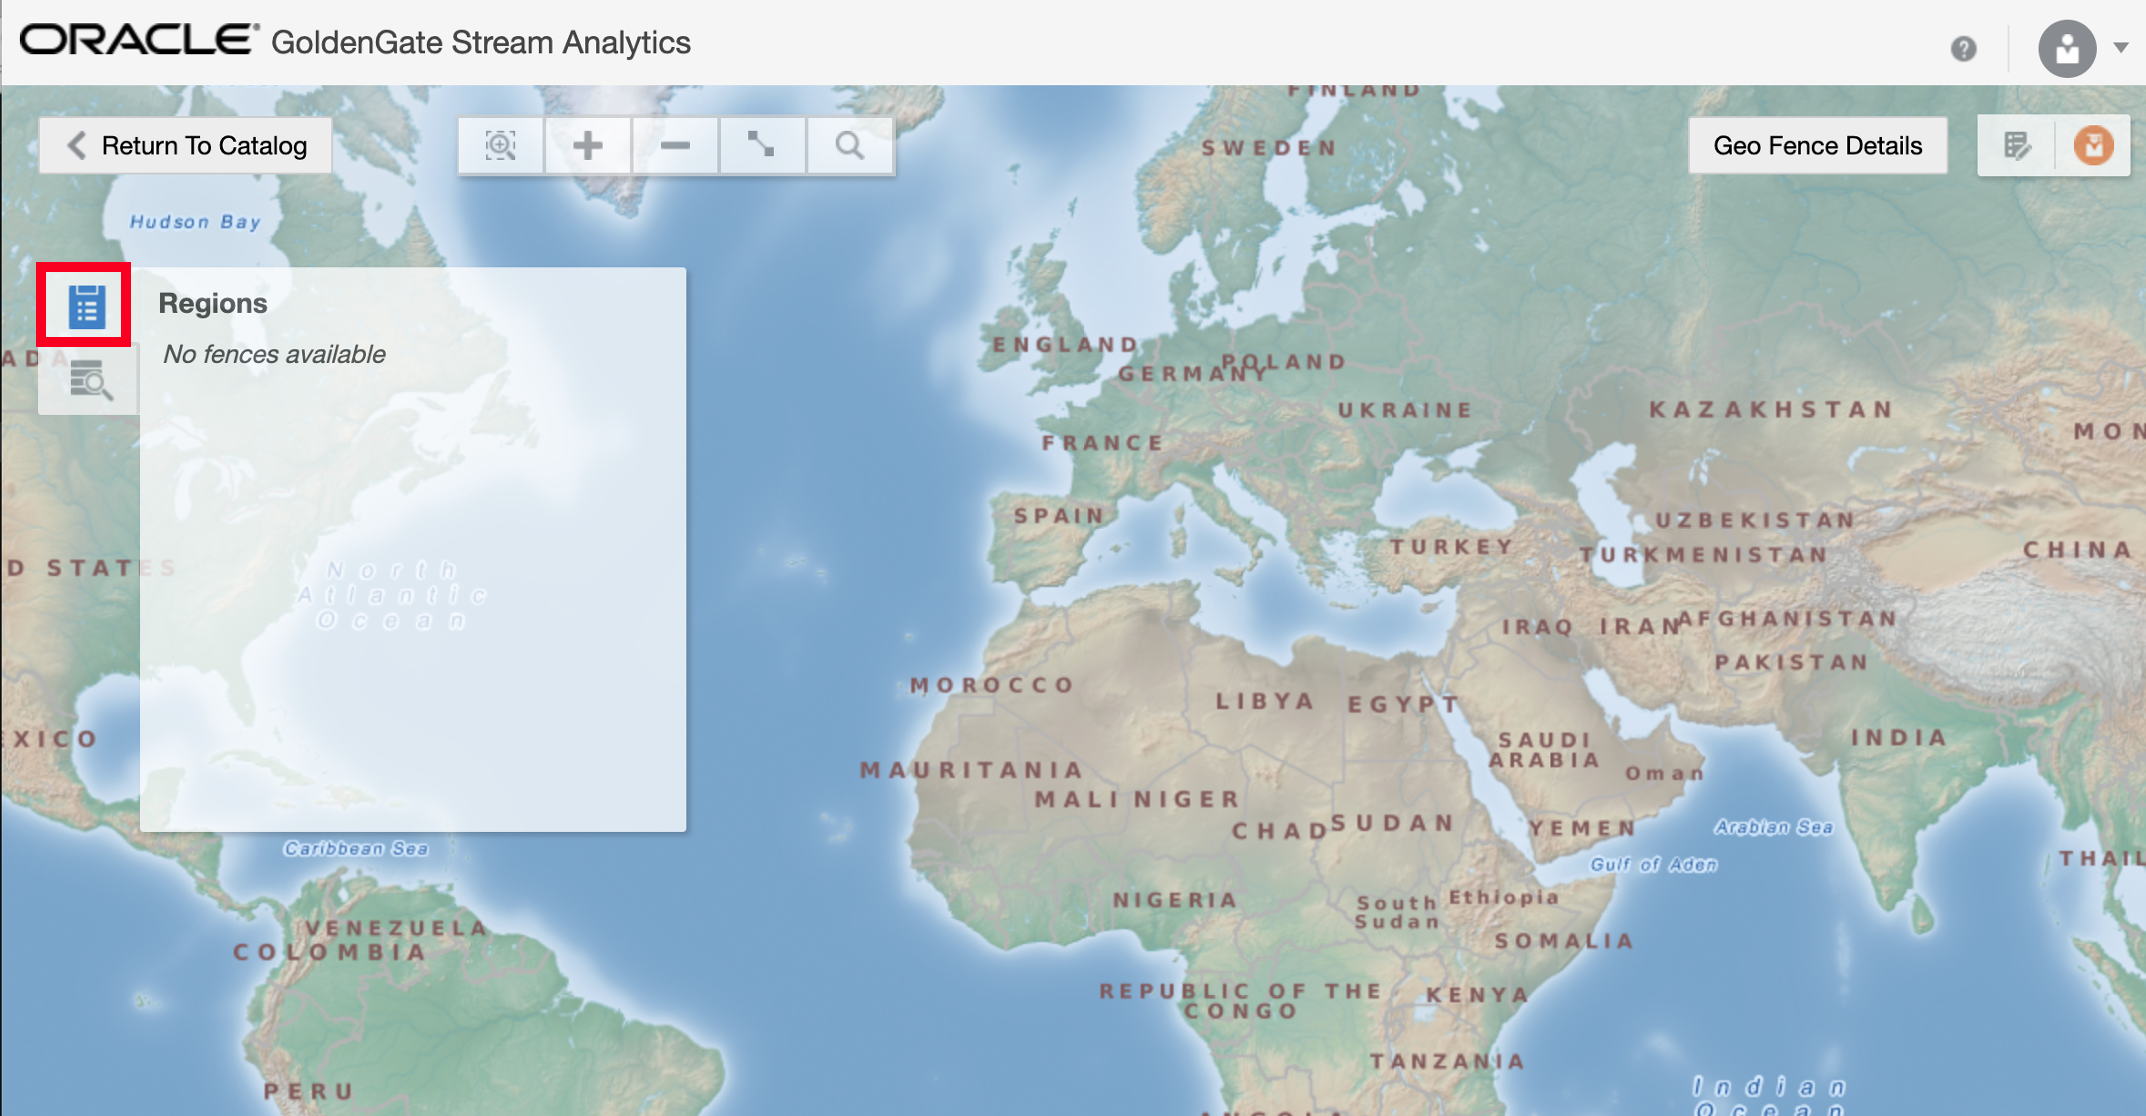 ORACLE® GoldenGate Stream Analytics
Return To Catalog
Geo Fence Details
Regions
No fences available
FINLAND
SWEDEN
Hudson Bay
ENGLAND
POLAND
GERMANY
UKRAINE
KAZAKHSTAN
MON
ADA
FRANCE
SPAIN
UZBEKISTAN
TURKEY
TURKMENISTAN
CHINA
D STATES
North
Atlantic
Ocean
IRAQ
IRAN
AFGHANISTAN
PAKISTAN
MOROCCO
LIBYA
EGYPT
XICO
SAUDI
ARABIA
INDIA
MAURITANIA
Oman
MALI
NIGER
CHAD
SUDAN
YEMEN
Arabian Sea
Caribbean Sea
Gulf of Aden
THAIL
NIGERIA
South
Sudan
Ethiopia
VENEZUELA
COLOMBIA
SOMALIA
REPUBLIC OF THE
CONGO
KENYA
TANZANIA
PERU
Indian
Ocean
ANGOLA